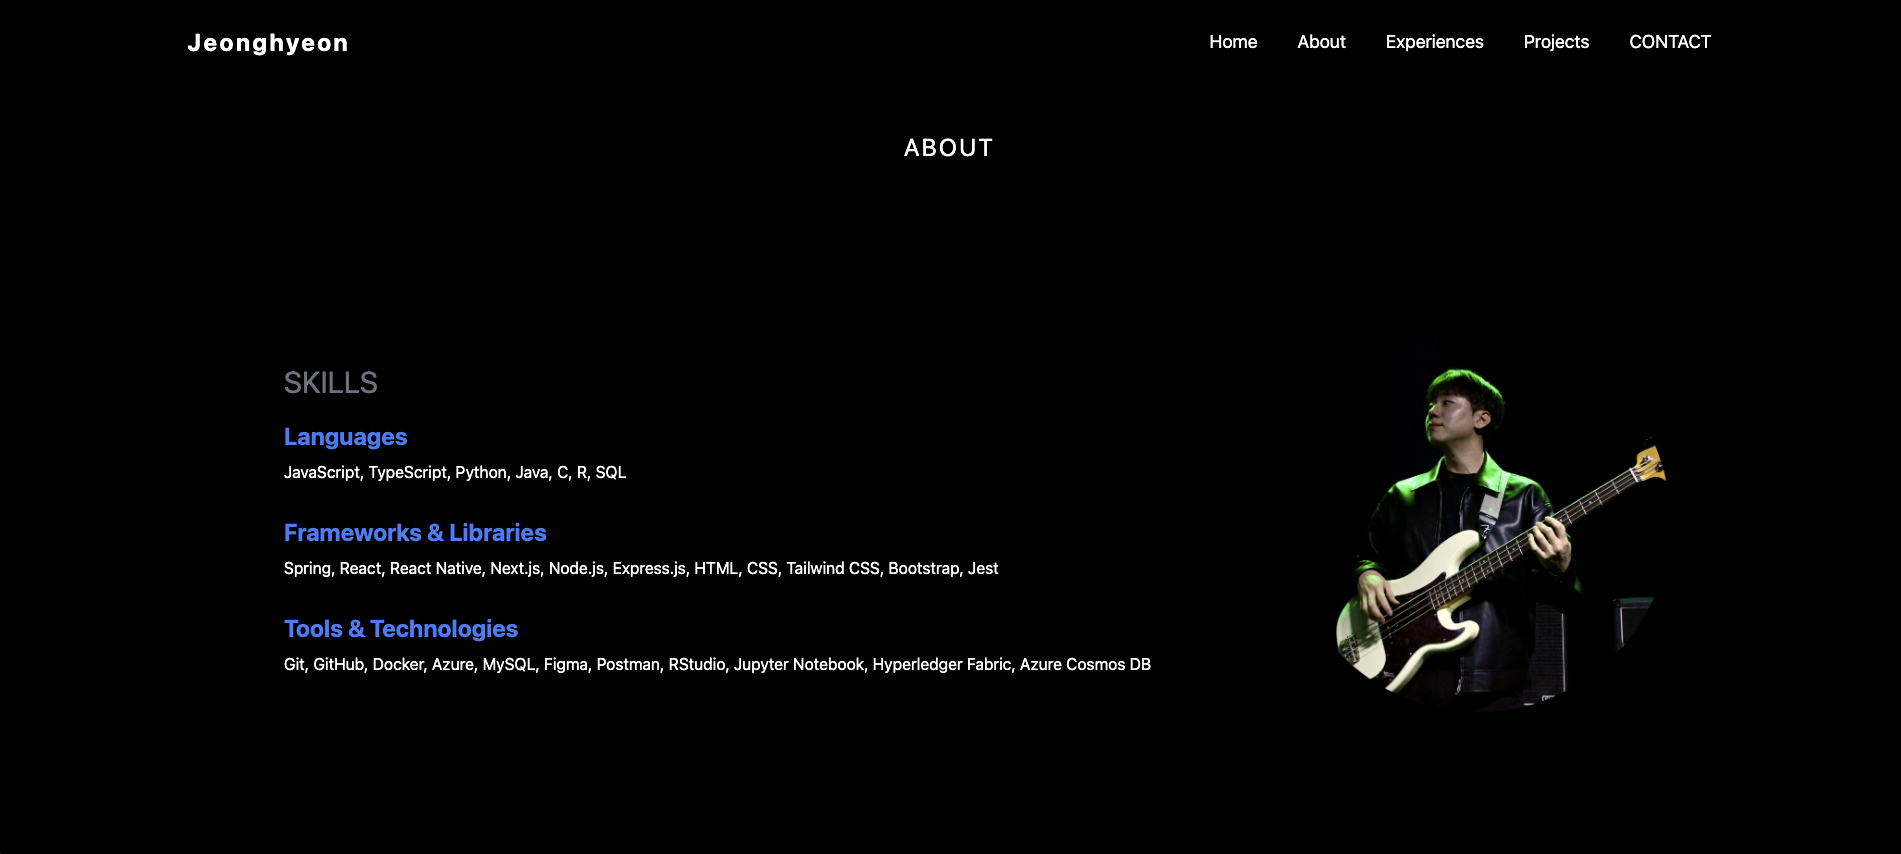 Jeonghyeon
Home About Experiences Projects CONTACT
ABOUT
SKILLS
Languages
JavaScript, TypeScript, Python, Java, C, R, SQL
Frameworks & Libraries
Spring, React, React Native, Next.js, Node.js, Express.js, HTML, CSS, Tailwind CSS, Bootstrap, Jest
Tools & Technologies
Git, GitHub, Docker, Azure, MySQL, Figma, Postman, RStudio, Jupyter Notebook, Hyperledger Fabric, Azure Cosmos DB